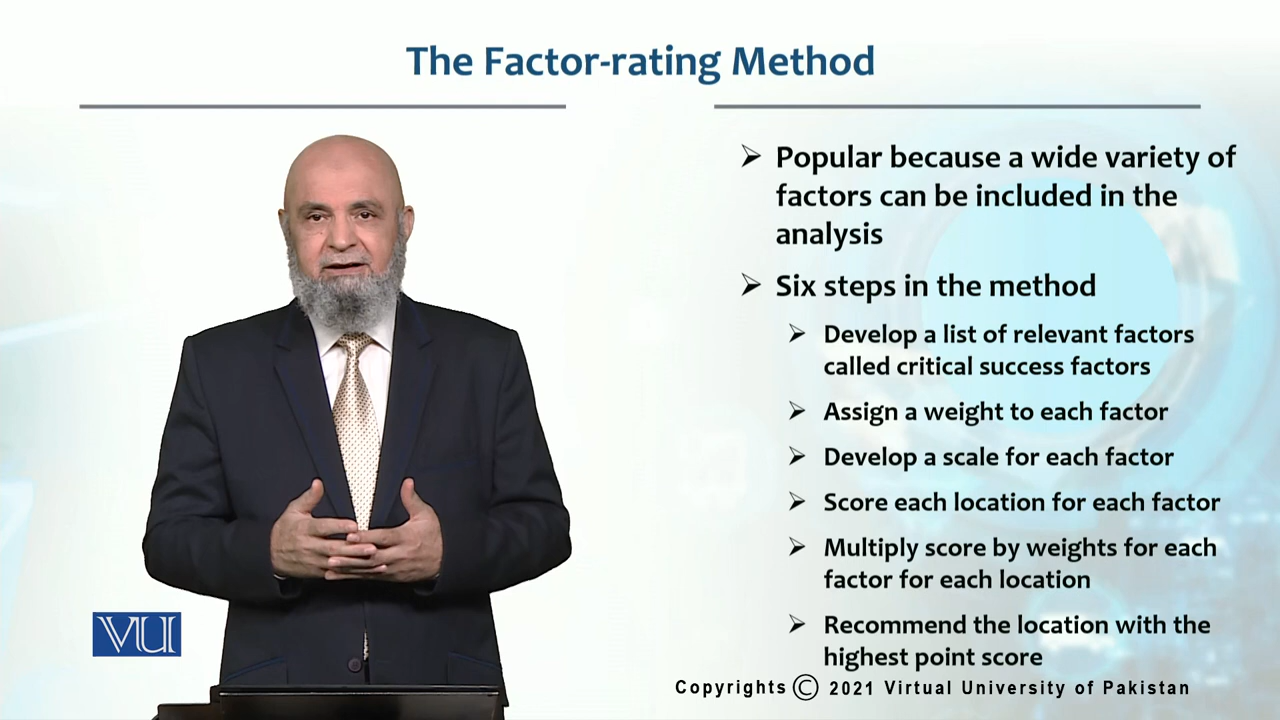 The Factor-rating Method
Popular because a wide variety of
factors can be included in the
analysis
Six steps in the method
Develop a list of relevant factors
called critical success factors
Assign a weight to each factor
Develop a scale for each factor
Score each location for each factor
Multiply score by weights for each
factor for each location
Recommend the location with the
highest point score
VU
Copyrights © 2021 Virtual University of Pakistan